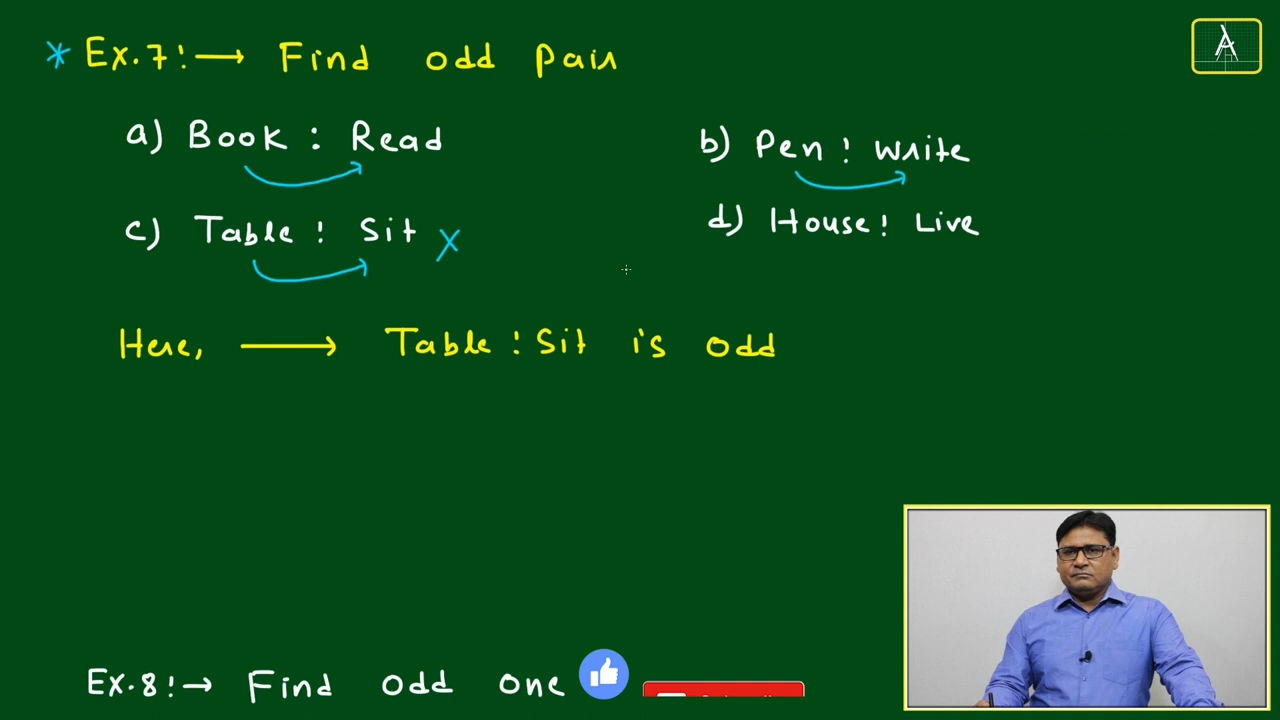 * Ex.7:→ Find odd pair
a) Book : Read
b) Pen : Write
c) Table : Sit X
d) House : Live
Here, → Table : Sit is odd
Ex.8:→ Find odd one